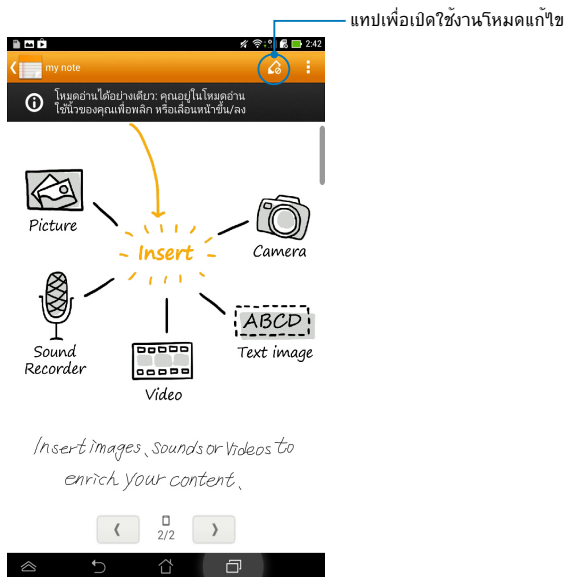 แทปเพื่อเปิดใช้งานโหมดแก้ไข
2:42
my note
โหมดอ่านได้อย่างเดียว: คุณอยู่ในโหมดอ่าน
ใช้นิ้วของคุณเพื่อพลิก หรือเลื่อนหน้าขึ้น/ลง
Picture
Insert
Camera
Sound
Recorder
ABCD
Text image
Video
Insert images, sounds or Videos to
enrich your content.
2/2